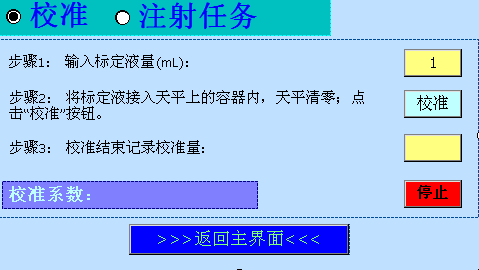 校准 注射任务
步骤1： 输入标定液量(mL)： 1
步骤2： 将标定液接入天平上的容器内，天平清零；点
击“校准”按钮。
校准
步骤3： 校准结束记录校准量：
校准系数： 停止
>>>返回主界面<<<